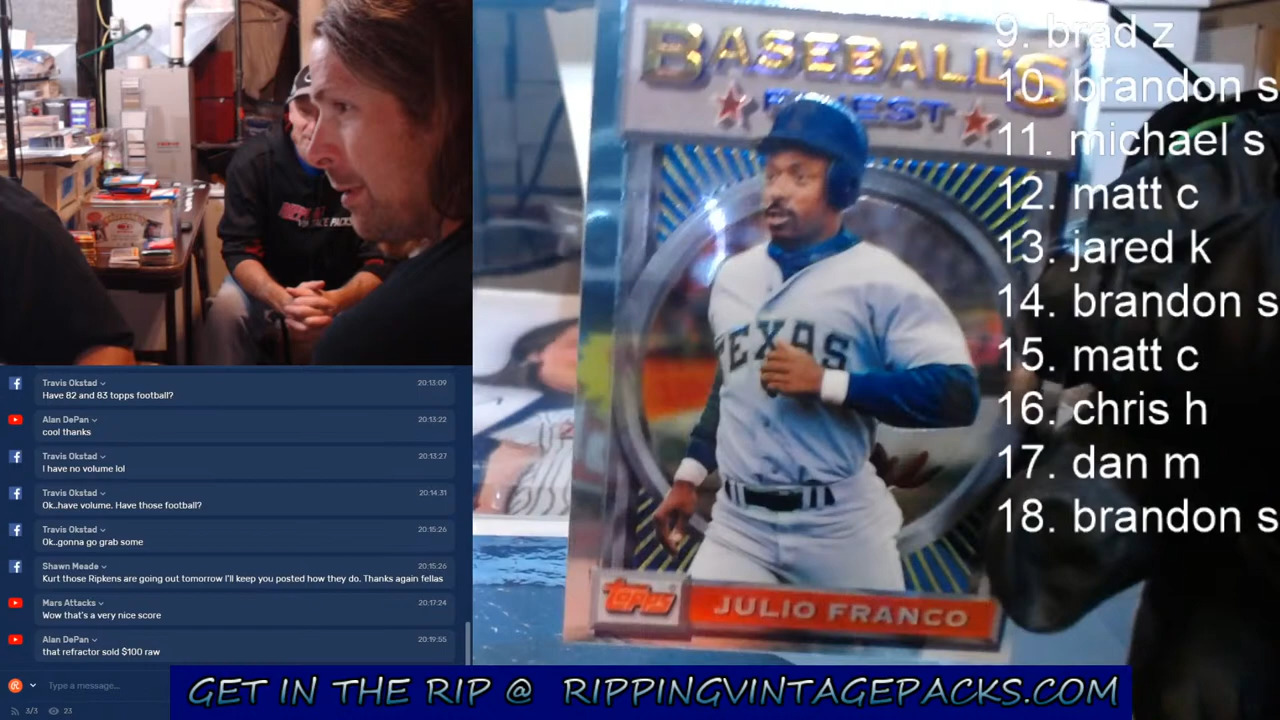 BASEBALL'S
FINEST
TEXAS
Topps
JULIO FRANCO
9. brad z
10. brandon s
11. michael s
12. matt c
13. jared k
14. brandon s
15. matt c
16. chris h
17. dan m
18. brandon s
Travis Okstad 20:13:09
Have 82 and 83 topps football?
Alan DePan 20:13:22
cool thanks
Travis Okstad 20:13:27
I have no volume lol
Travis Okstad 20:14:31
Ok..have volume. Have those football?
Travis Okstad 20:15:26
Ok..gonna go grab some
Shawn Meade 20:15:26
Kurt those Ripkens are going out tomorrow I'll keep you posted how they do. Thanks again fellas
Mars Attacks 20:17:24
Wow that's a very nice score
Alan DePan 20:19:55
that refractor sold $100 raw
Type a message...
3/3 23
GET IN THE RIP @ RIPPINGVINTAGEPACKS.COM